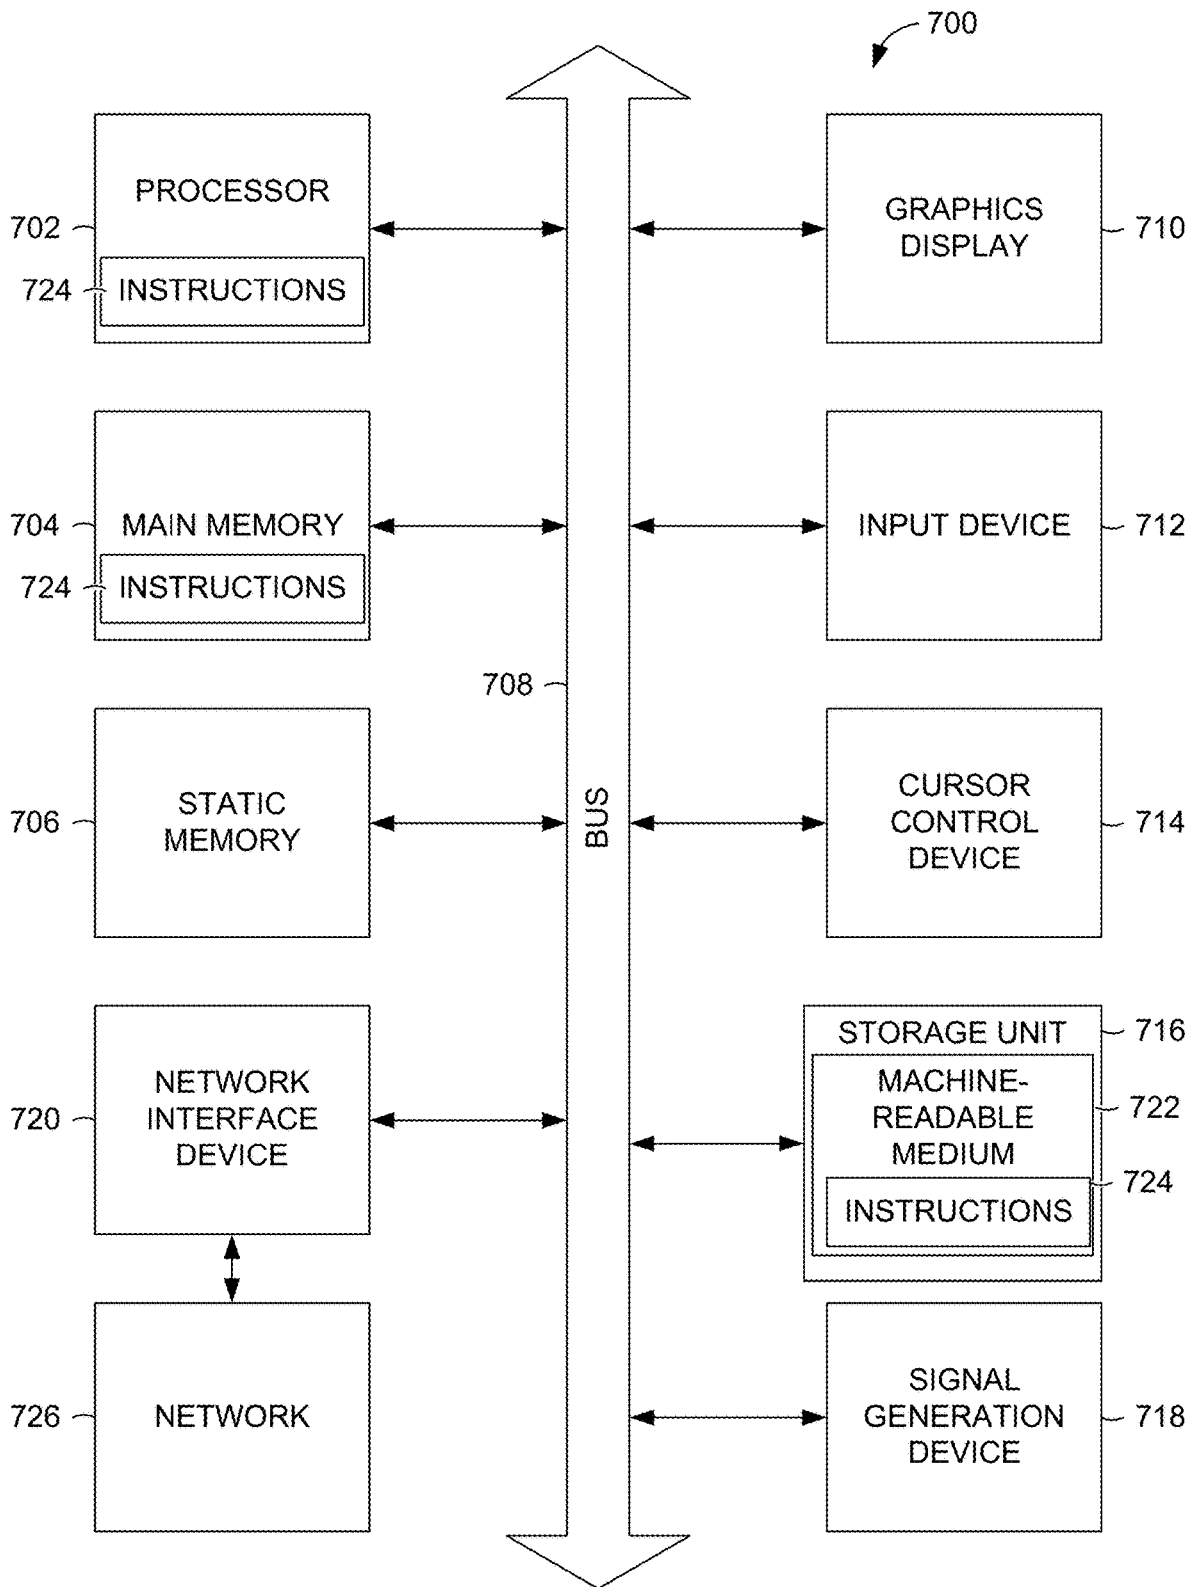 700
PROCESSOR
702
724
INSTRUCTIONS
GRAPHICS
DISPLAY
710
704
MAIN MEMORY
724
INSTRUCTIONS
INPUT DEVICE
712
708
BUS
706
STATIC
MEMORY
CURSOR
CONTROL
DEVICE
714
720
NETWORK
INTERFACE
DEVICE
STORAGE UNIT
716
MACHINE-
READABLE
MEDIUM
722
724
INSTRUCTIONS
726
NETWORK
SIGNAL
GENERATION
DEVICE
718